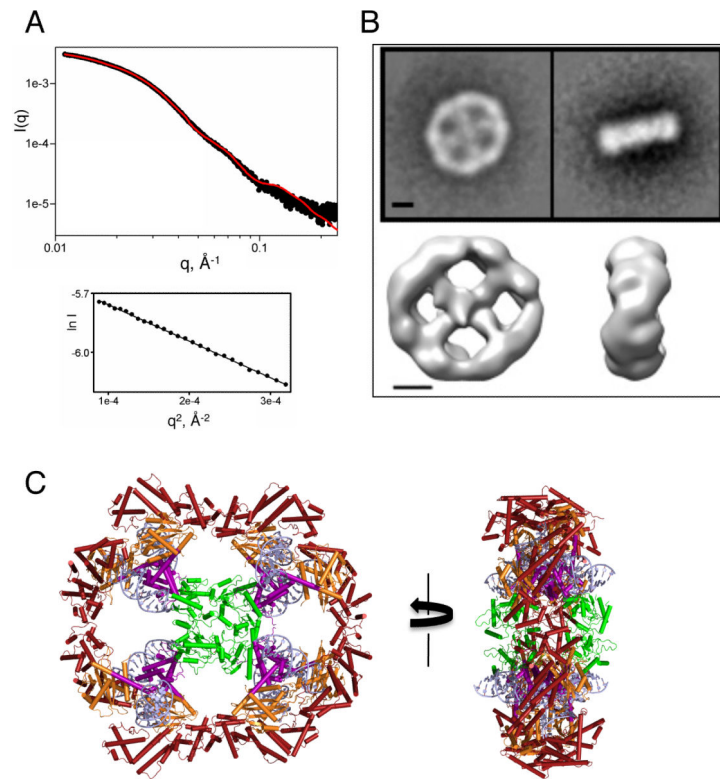 A
I(q)
1e-3
1e-4
1e-5
0.01
0.1
q, Å-1
ln I
-5.7
-6.0
1e-4
2e-4
3e-4
q2, Å-2
B
C